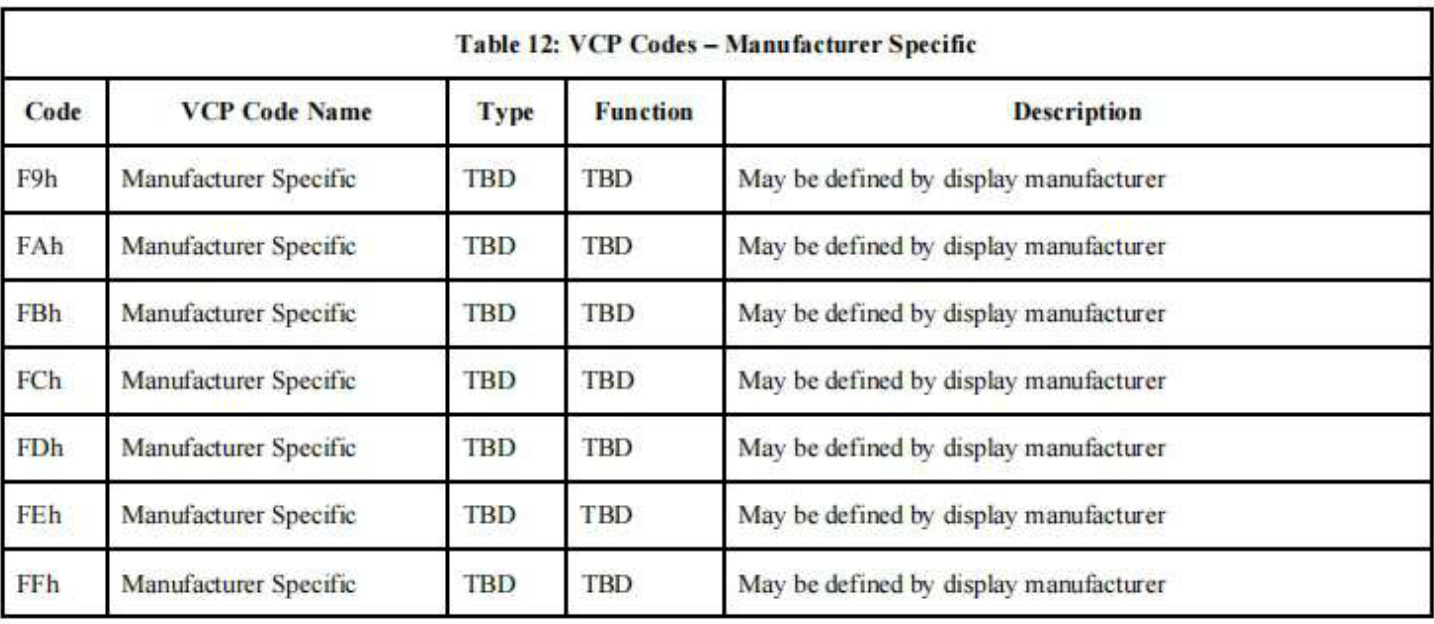 Table 12: VCP Codes – Manufacturer Specific
Code VCP Code Name Type Function Description
F9h Manufacturer Specific TBD TBD May be defined by display manufacturer
FAh Manufacturer Specific TBD TBD May be defined by display manufacturer
FBh Manufacturer Specific TBD TBD May be defined by display manufacturer
FCh Manufacturer Specific TBD TBD May be defined by display manufacturer
FDh Manufacturer Specific TBD TBD May be defined by display manufacturer
FEh Manufacturer Specific TBD TBD May be defined by display manufacturer
FFh Manufacturer Specific TBD TBD May be defined by display manufacturer